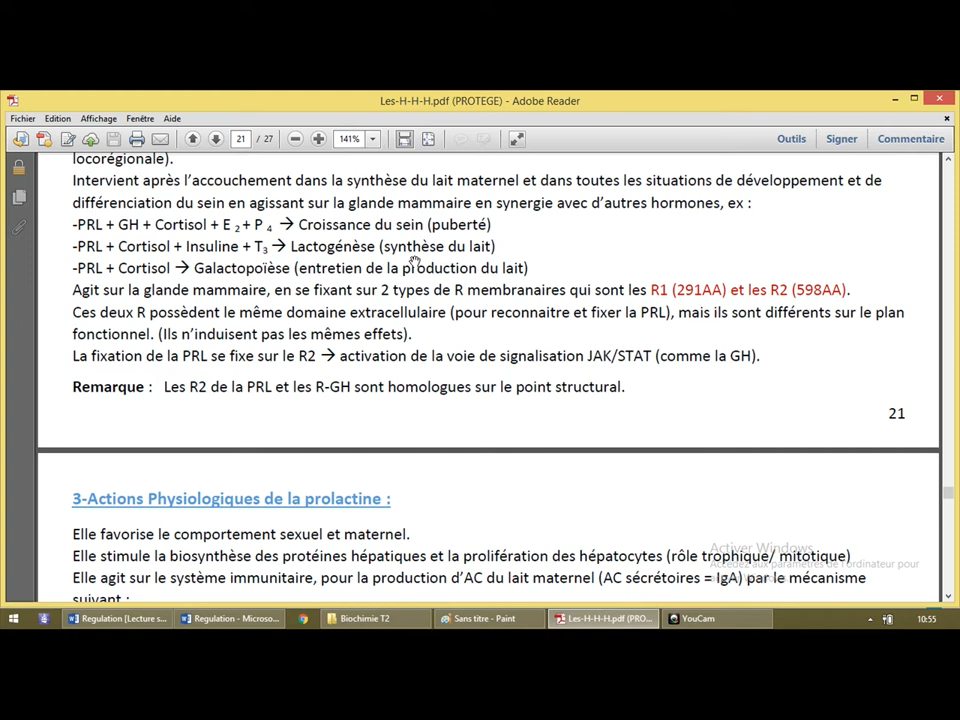 Les-H-H-H.pdf (PROTEGE) - Adobe Reader
Fichier Edition Affichage Fenêtre Aide
21 / 27 141% Outils Signer Commentaire
locorégionale).
Intervient après l’accouchement dans la synthèse du lait maternel et dans toutes les situations de développement et de
différenciation du sein en agissant sur la glande mammaire en synergie avec d’autres hormones, ex :
-PRL + GH + Cortisol + E 2 + P 4 → Croissance du sein (puberté)
-PRL + Cortisol + Insuline + T3 → Lactogénèse (synthèse du lait)
-PRL + Cortisol → Galactopoïèse (entretien de la production du lait)
Agit sur la glande mammaire, en se fixant sur 2 types de R membranaires qui sont les R1 (291AA) et les R2 (598AA).
Ces deux R possèdent le même domaine extracellulaire (pour reconnaitre et fixer la PRL), mais ils sont différents sur le plan
fonctionel. (Ils n’induisent pas les mêmes effets).
La fixation de la PRL se fixe sur le R2 → activation de la voie de signalisation JAK/STAT (comme la GH).
Remarque : Les R2 de la PRL et les R-GH sont homologues sur le point structural.
21
3-Actions Physiologiques de la prolactine :
Elle favorise le comportement sexuel et maternel.
Elle stimule la biosynthèse des protéines hépatiques et la prolifération des hépatocytes (rôle trophique/ mitotique)
Elle agit sur le système immunitaire, pour la production d’AC du lait maternel (AC sécrétoires = IgA) par le mécanisme
suivant :
Activer Windows
Accédez aux paramètres de l'ordinateur pour
activer Windows.
Regulation [Lecture s... Regulation - Microso... Biochimie T2 Sans titre - Paint Les-H-H-H.pdf (PRO... YouCam 10:55